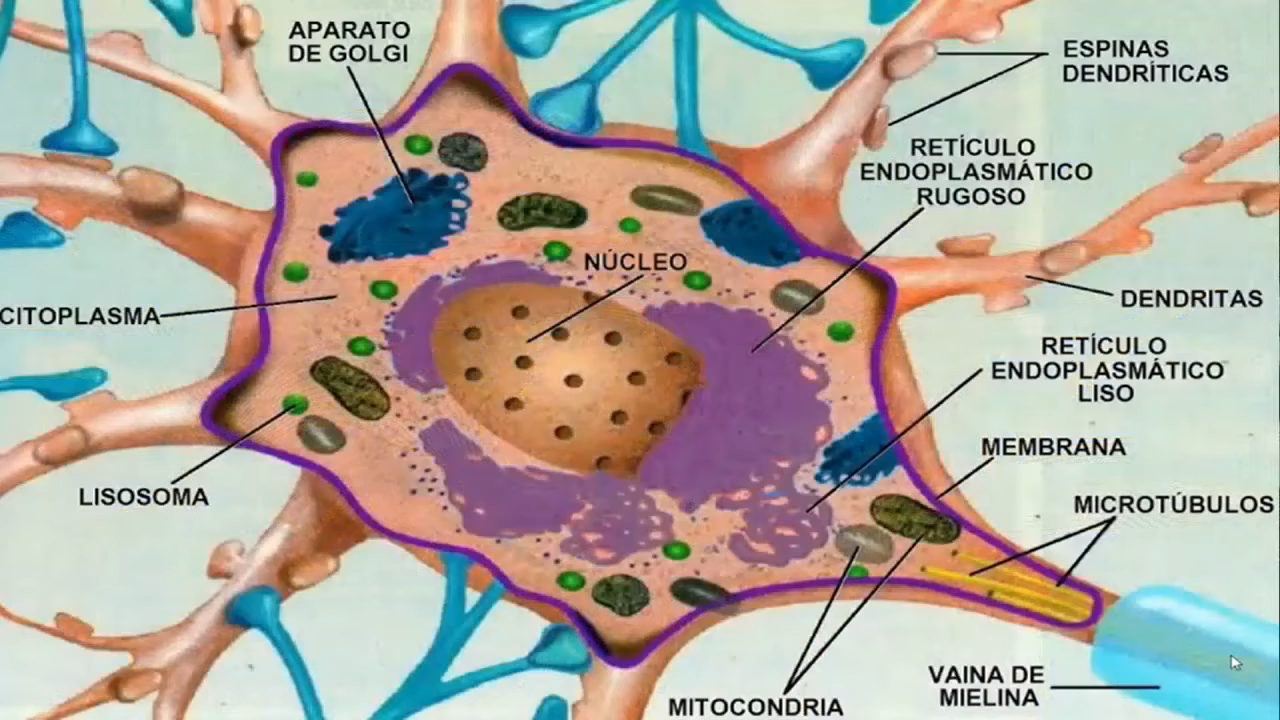 APARATO
DE GOLGI
ESPINAS
DENDRÍTICAS
RETÍCULO
ENDOPLASMÁTICO
RUGOSO
NÚCLEO
CITOPLASMA
DENDRITAS
RETÍCULO
ENDOPLASMÁTICO
LISO
MEMBRANA
LISOSOMA
MICROTÚBULOS
VAINA DE
MIELINA
MITOCONDRIA